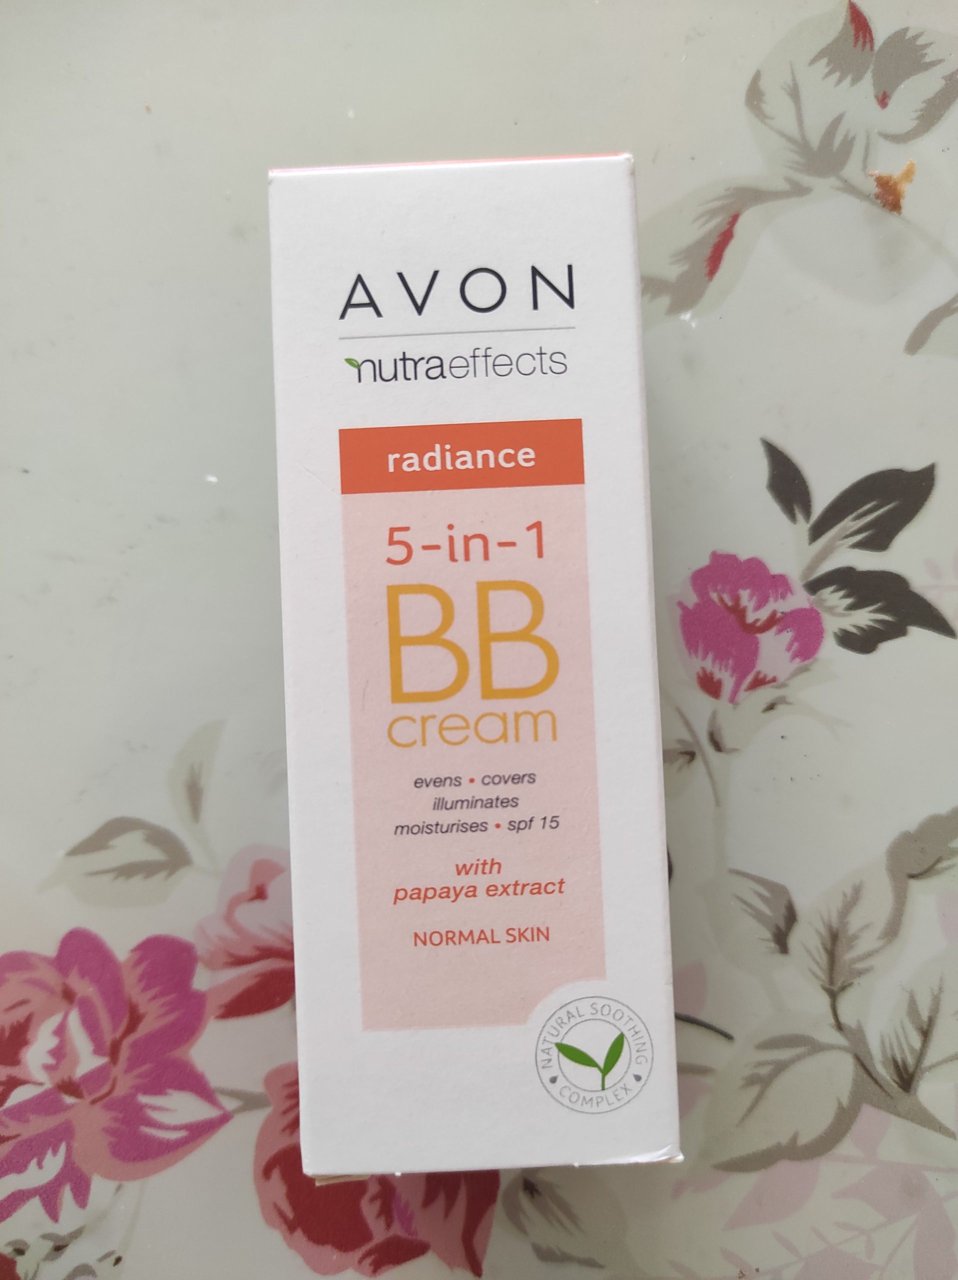 AVON
nutraeffects
radiance
5-in-1
BB
cream
evens • covers
illuminates
moisturises • spf 15
with
papaya extract
NORMAL SKIN
NATURAL SOOTHING
COMPLEX